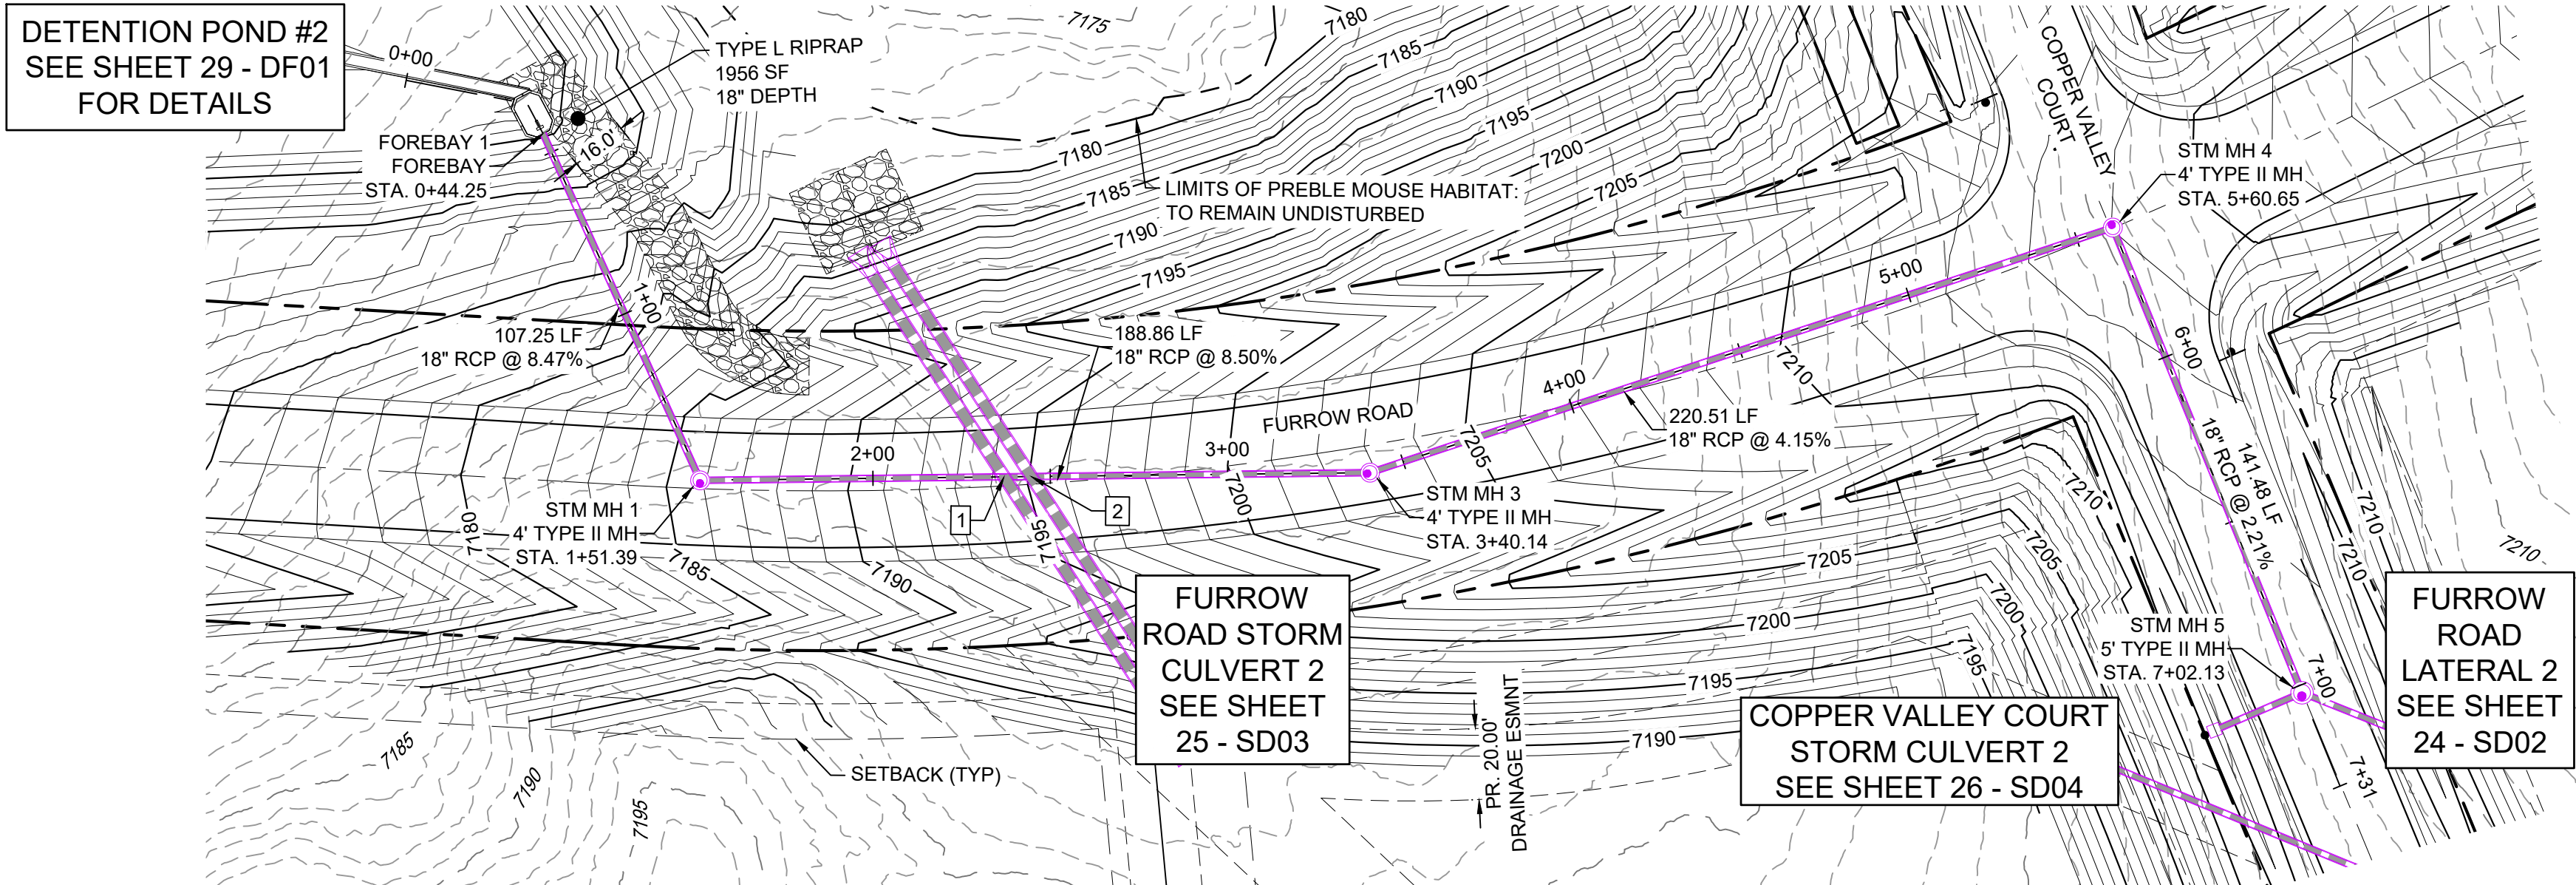 DETENTION POND #2
SEE SHEET 29 - DF01
FOR DETAILS
0+00
TYPE L RIPRAP
1956 SF
18" DEPTH
7175
7180
7185
7190
7195
7200
7205
FOREBAY 1
FOREBAY
STA. 0+44.25
16.0'
7180
7185
7190
7195
LIMITS OF PREBLE MOUSE HABITAT:
TO REMAIN UNDISTURBED
COPPER VALLEY
COURT
STM MH 4
4' TYPE II MH
STA. 5+60.65
1+00
107.25 LF
18" RCP @ 8.47%
188.86 LF
18" RCP @ 8.50%
5+00
6+00
7210
4+00
FURROW ROAD
220.51 LF
18" RCP @ 4.15%
2+00
3+00
7205
7200
141.48 LF
18" RCP @ 2.21%
STM MH 1
4' TYPE II MH
STA. 1+51.39
1
2
STM MH 3
4' TYPE II MH
STA. 3+40.14
7180
7185
7190
7195
7210
7205
7200
7195
7210
7210
7210
7205
7200
7195
7190
FURROW
ROAD STORM
CULVERT 2
SEE SHEET
25 - SD03
STM MH 5
5' TYPE II MH
STA. 7+02.13
7+00
7+31
FURROW
ROAD
LATERAL 2
SEE SHEET
24 - SD02
COPPER VALLEY COURT
STORM CULVERT 2
SEE SHEET 26 - SD04
PR. 20.00'
DRAINAGE ESMNT
SETBACK (TYP)
7185
7190
7195